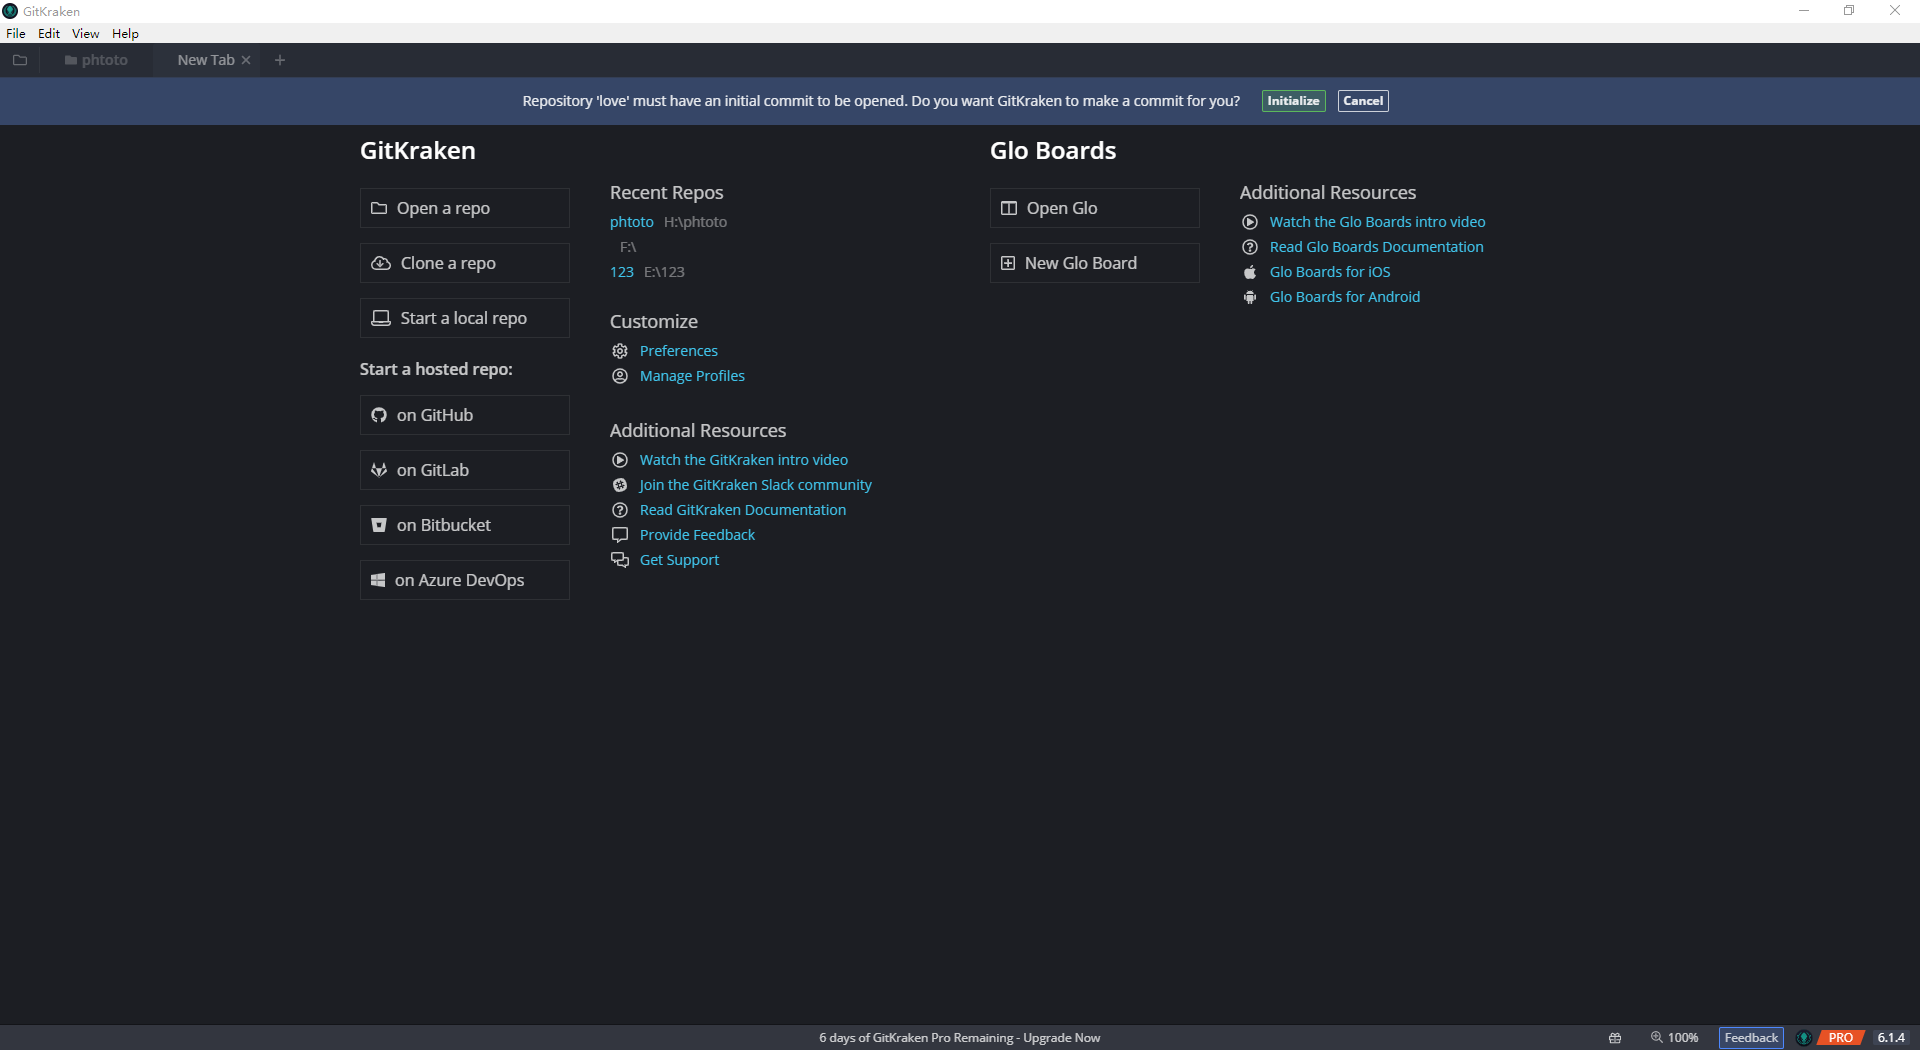 GitKraken
File Edit View Help
phtoto New Tab
Repository 'love' must have an initial commit to be opened. Do you want GitKraken to make a commit for you? Initialize Cancel
GitKraken
Open a repo
Clone a repo
Start a local repo
Start a hosted repo:
on GitHub
on GitLab
on Bitbucket
on Azure DevOps
Recent Repos
phtoto H:\phtoto
F:\
123 E:\123
Customize
Preferences
Manage Profiles
Additional Resources
Watch the GitKraken intro video
Join the GitKraken Slack community
Read GitKraken Documentation
Provide Feedback
Get Support
Glo Boards
Open Glo
New Glo Board
Additional Resources
Watch the Glo Boards intro video
Read Glo Boards Documentation
Glo Boards for iOS
Glo Boards for Android
6 days of GitKraken Pro Remaining - Upgrade Now
100% Feedback PRO 6.1.4